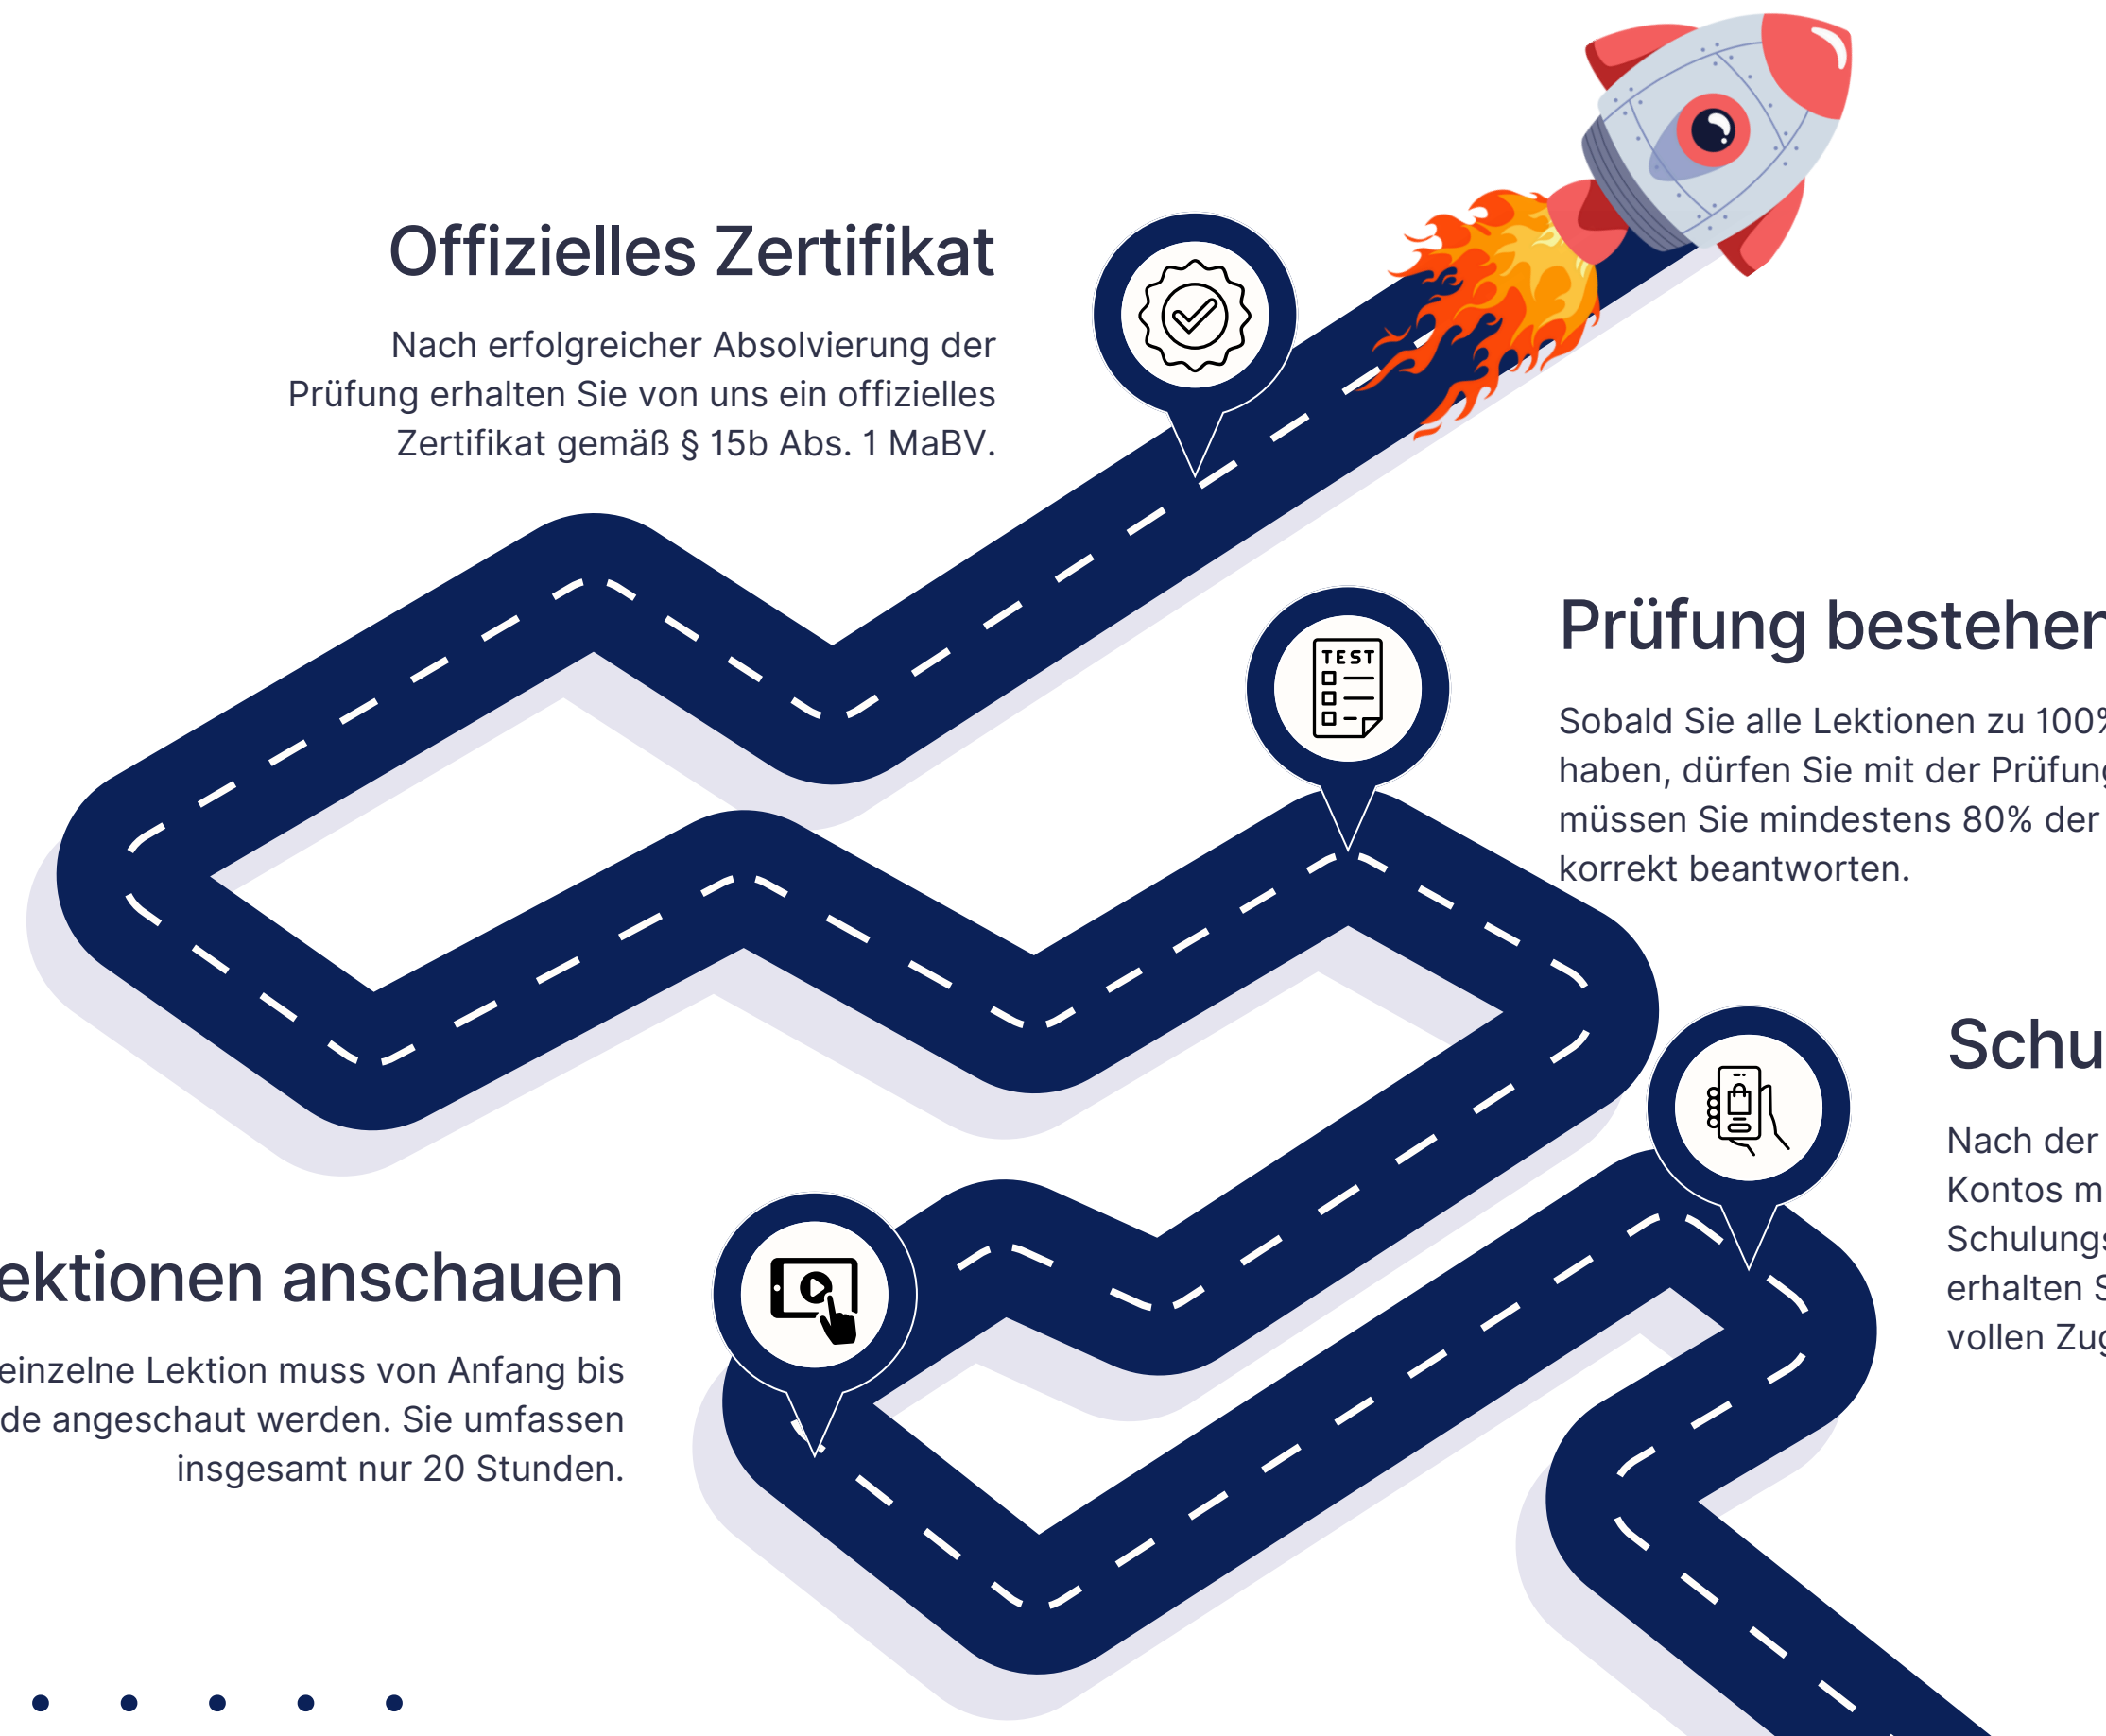 Offizielles Zertifikat
Nach erfolgreicher Absolvierung der
Prüfung erhalten Sie von uns ein offizielles
Zertifikat gemäß § 15b Abs. 1 MaBV.
TEST
Prüfung bestehen
Sobald Sie alle Lektionen zu 100%
haben, dürfen Sie mit der Prüfung
müssen Sie mindestens 80% der
korrekt beantworten.
Schu
Nach der
Kontos m
Schulungs
erhalten S
vollen Zug
ektionen anschauen
einzelne Lektion muss von Anfang bis
de angeschaut werden. Sie umfassen
insgesamt nur 20 Stunden.